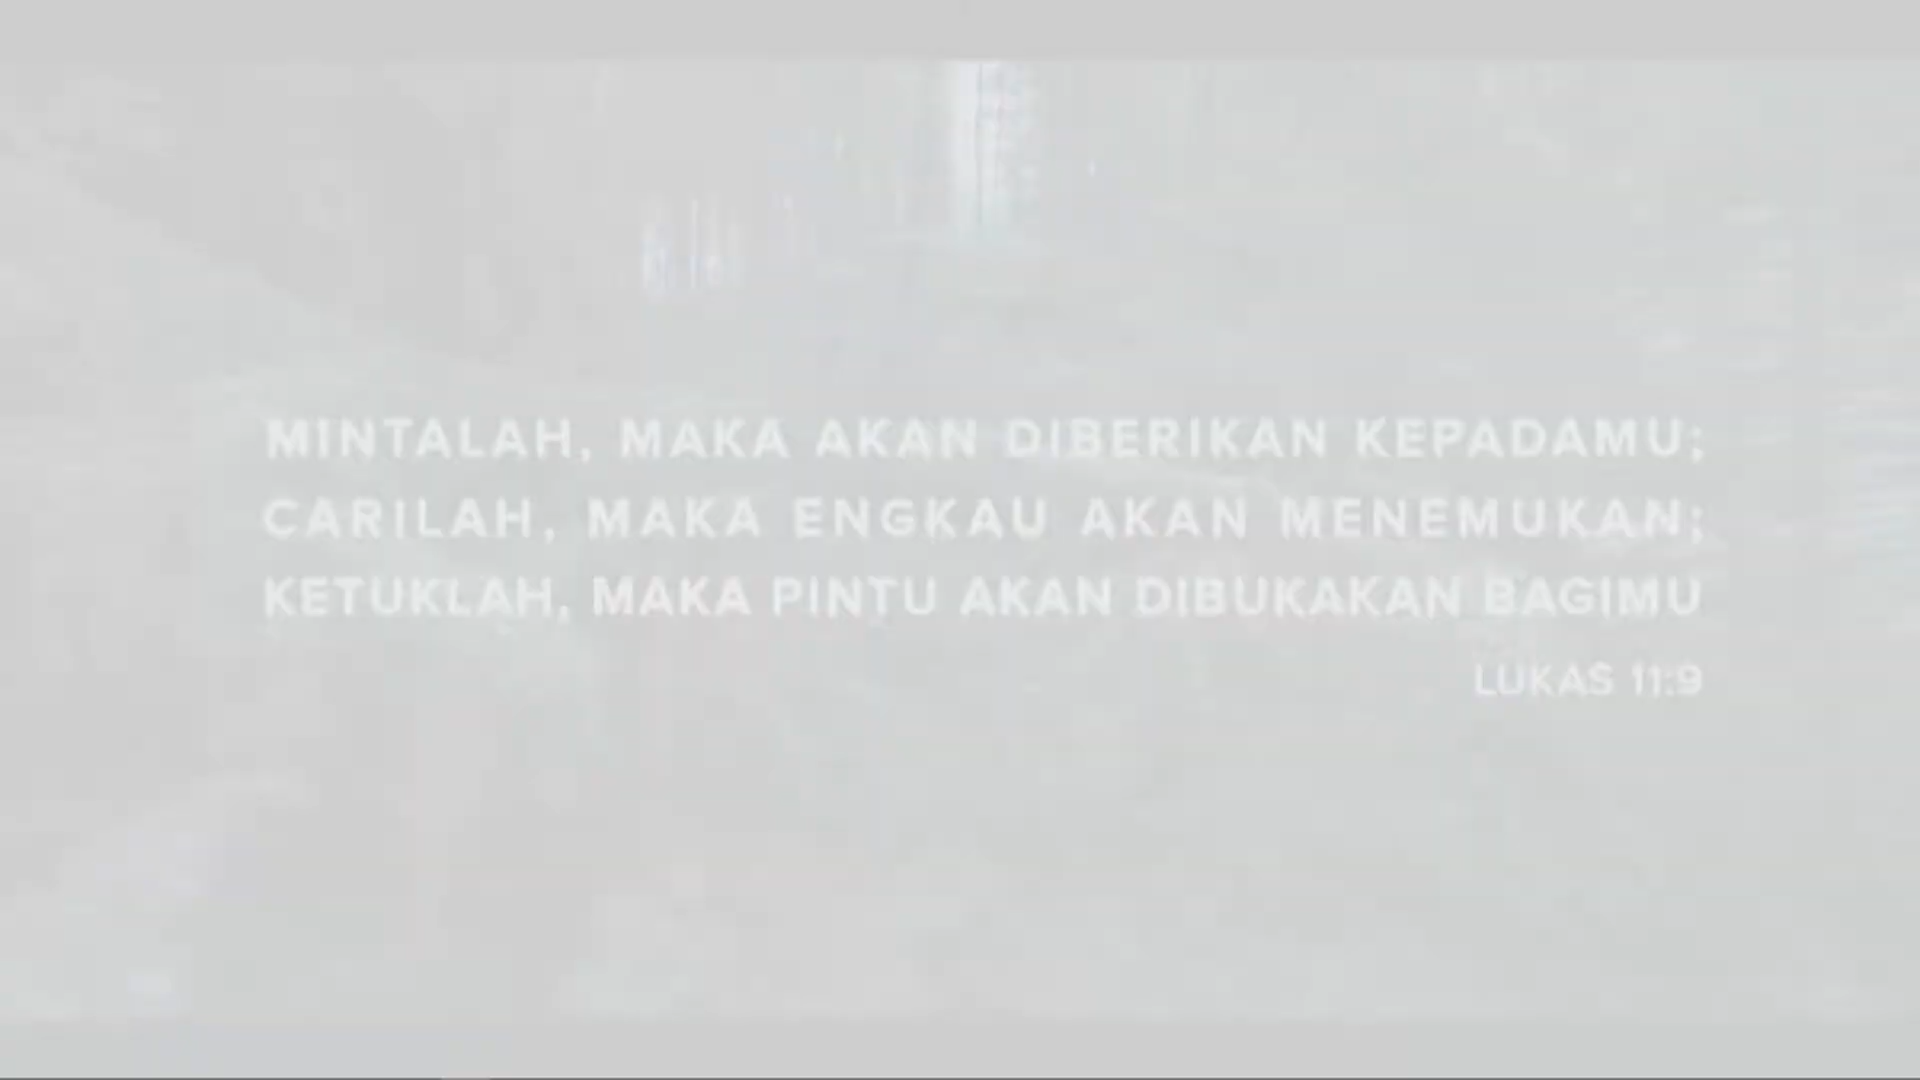 MINTALAH, MAKA AKAN DIBERIKAN KEPADAMU;
CARILAH, MAKA ENGKAU AKAN MENEMUKAN;
KETUKLAH, MAKA PINTU AKAN DIBUKAKAN BAGIMU
LUKAS 11:9